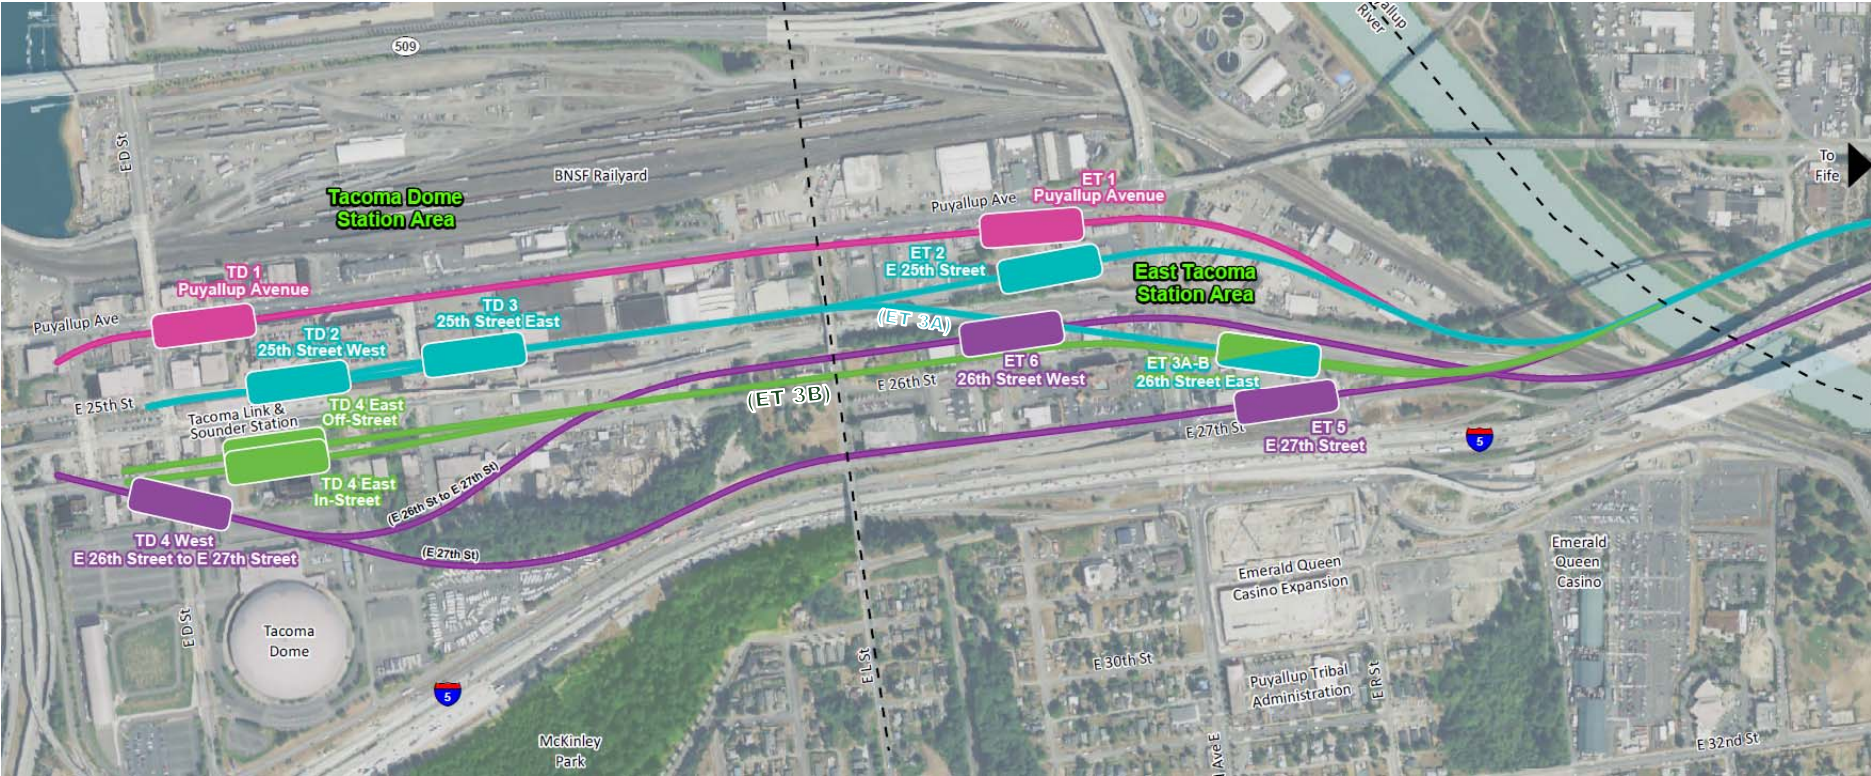 Puyallup
River
509
E D St
BNSF Railyard
To
Fife
Tacoma Dome
Station Area
Puyallup Ave
ET 1
Puyallup Avenue
ET 2
E 25th Street
East Tacoma
Station Area
TD 1
Puyallup Avenue
TD 3
25th Street East
Puyallup Ave
TD 2
25th Street West
(ET 3A)
ET 6
26th Street West
ET 3A-B
26th Street East
E 26th St
(ET 3B)
E 25th St
Tacoma Link &
Sounder Station
TD 4 East
Off-Street
E 27th St
ET 5
E 27th Street
5
TD 4 East
In-Street
(E 26th St to E 27th St)
TD 4 West
E 26th Street to E 27th Street
(E 27th St)
Emerald Queen
Casino Expansion
Emerald
Queen
Casino
E D St
Tacoma
Dome
E L St
E 30th St
Puyallup Tribal
Administration
E R St
5
McKinley
Park
Ave E
E 32nd St